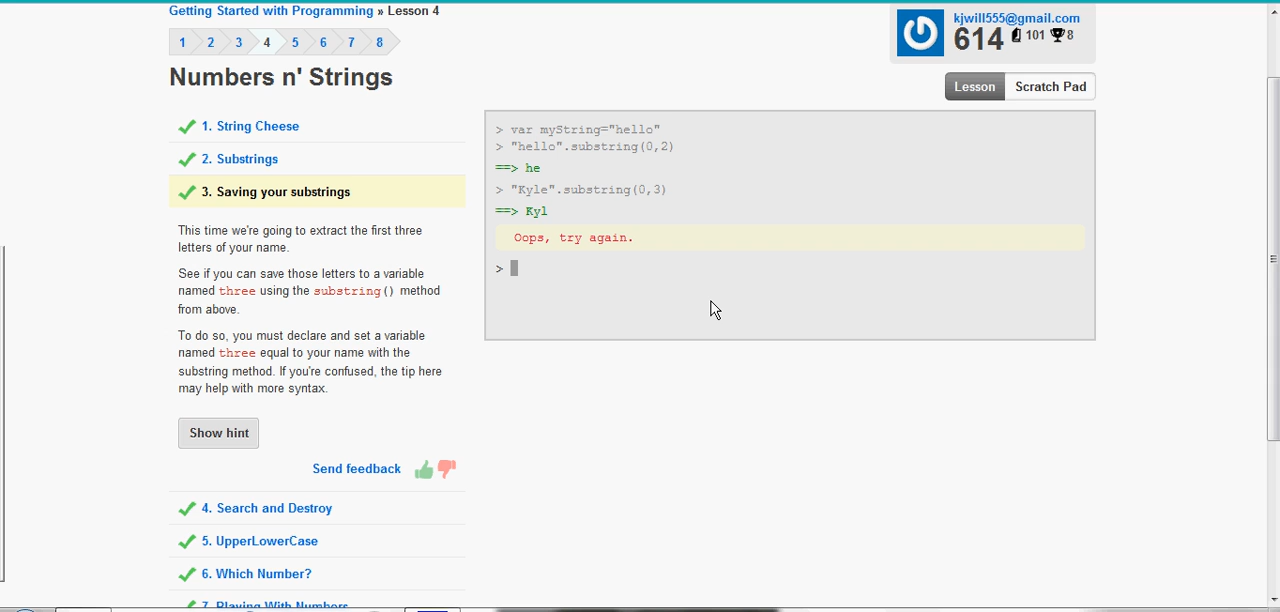 Getting Started with Programming » Lesson 4
1 2 3 4 5 6 7 8
kjwill555@gmail.com
614 101 8
Numbers n' Strings
Lesson Scratch Pad
1. String Cheese
2. Substrings
3. Saving your substrings
This time we're going to extract the first three
letters of your name.
See if you can save those letters to a variable
named three using the substring() method
from above.
To do so, you must declare and set a variable
named three equal to your name with the
substring method. If you're confused, the tip here
may help with more syntax.
Show hint
Send feedback
4. Search and Destroy
5. UpperLowerCase
6. Which Number?
7. Playing With Numbers
> var myString="hello"
> "hello".substring(0,2)
==> he
> "Kyle".substring(0,3)
==> Kyl
Oops, try again.
>